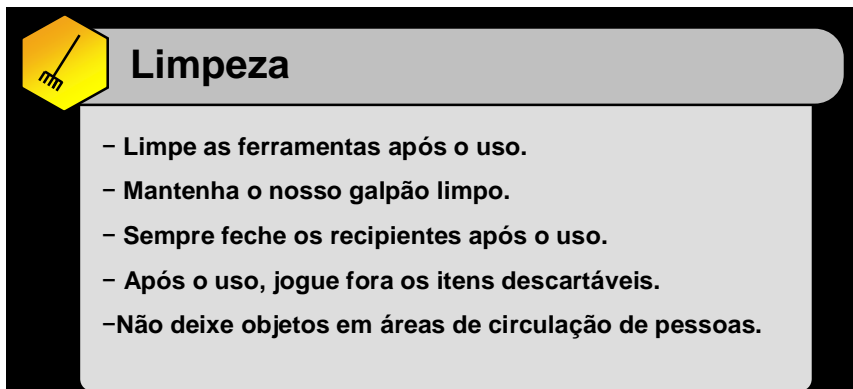 Limpeza
− Limpe as ferramentas após o uso.
− Mantenha o nosso galpão limpo.
− Sempre feche os recipientes após o uso.
− Após o uso, jogue fora os itens descartáveis.
−Não deixe objetos em áreas de circulação de pessoas.